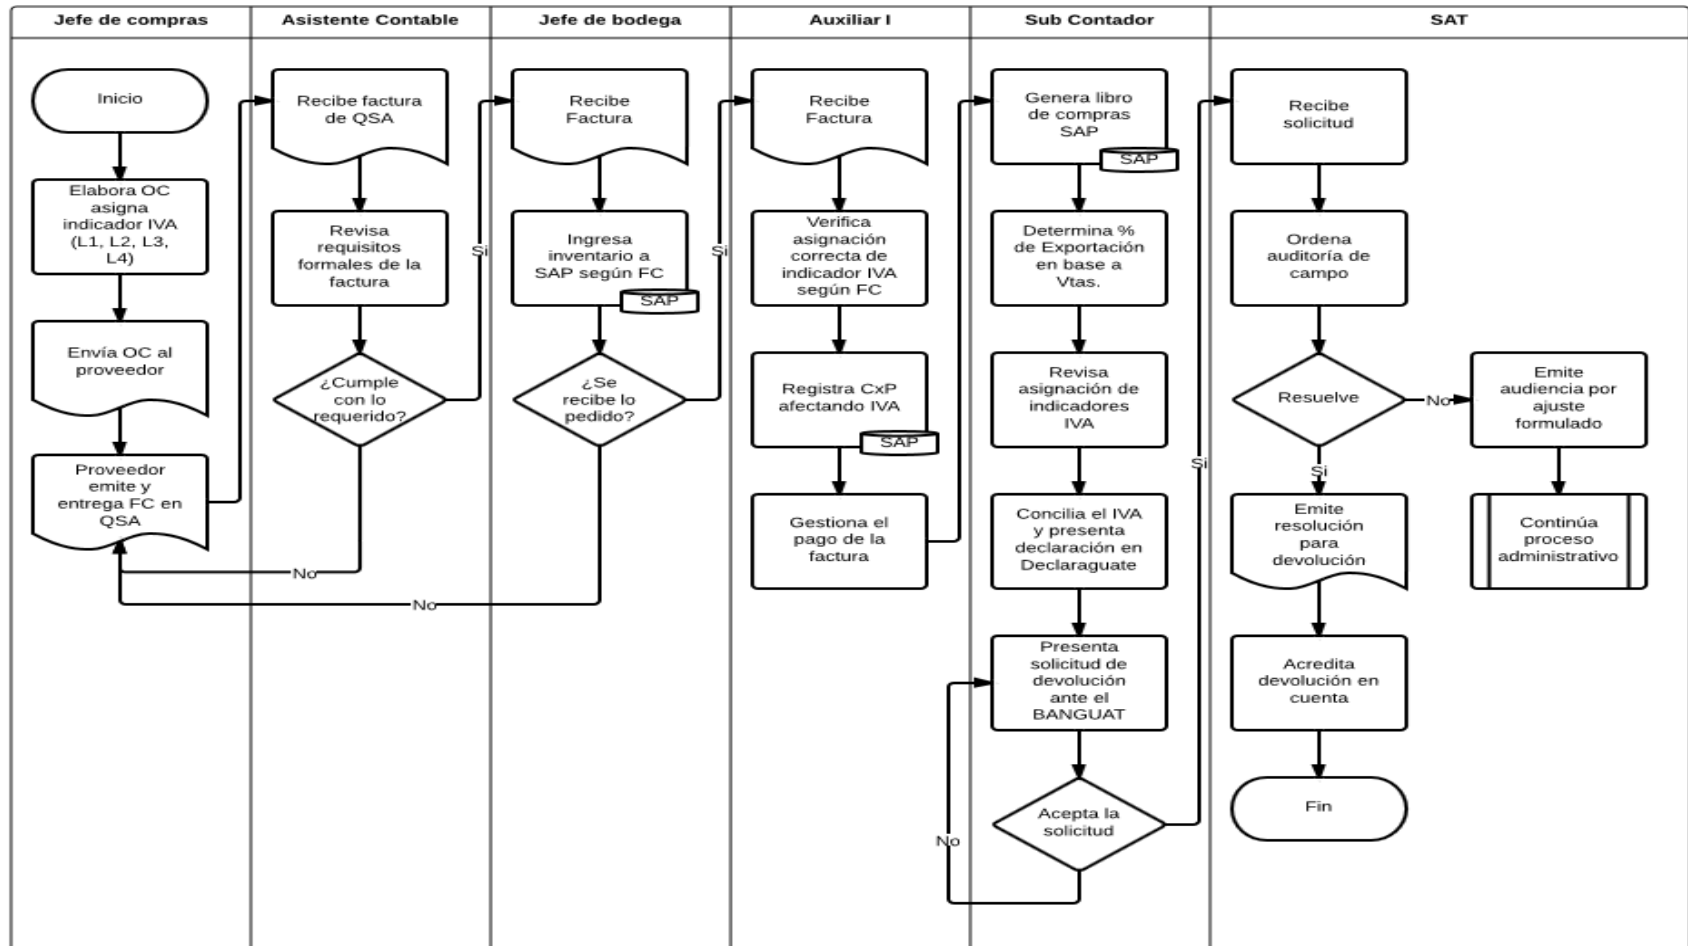 Jefe de compras
Asistente Contable
Jefe de bodega
Auxiliar I
Sub Contador
SAT
Inicio
Elabora OC
asigna
indicador IVA
(L1, L2, L3,
L4)
Envía OC al
proveedor
Proveedor
emite y
entrega FC en
QSA
Recibe factura
de QSA
Revisa
requisitos
formales de la
factura
¿Cumple
con lo
requerido?
Si
No
Recibe
Factura
Ingresa
inventario a
SAP según FC
SAP
¿Se
recibe lo
pedido?
Si
No
Recibe
Factura
Verifica
asignación
correcta de
indicador IVA
según FC
Registra CxP
afectando IVA
SAP
Gestiona el
pago de la
factura
Genera libro
de compras
SAP
SAP
Determina %
de Exportación
en base a
Vtas.
Revisa
asignación de
indicadores
IVA
Concilia el IVA
y presenta
declaración en
Declaraguate
Presenta
solicitud de
devolución
ante el
BANGUAT
Acepta la
solicitud
No
Si
Recibe
solicitud
Ordena
auditoría de
campo
Resuelve
No
Si
Emite
audiencia por
ajuste
formulado
Continúa
proceso
administrativo
Emite
resolución
para
devolución
Acredita
devolución en
cuenta
Fin